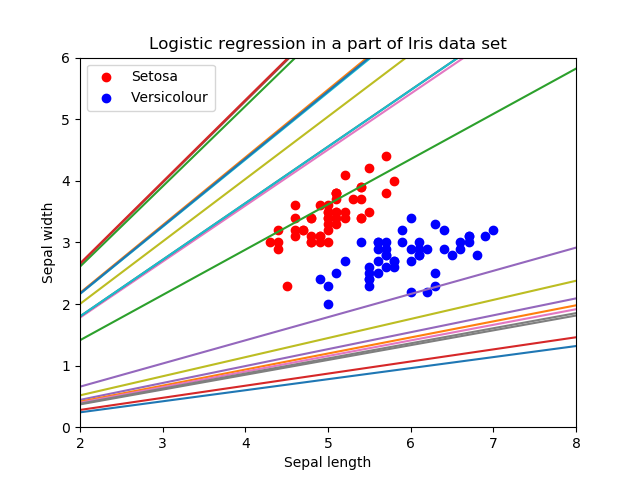 Logistic regression in a part of Iris data set
Setosa
Versicolour
Sepal width
6
5
4
3
2
1
0
2
3
4
5
6
7
8
Sepal length